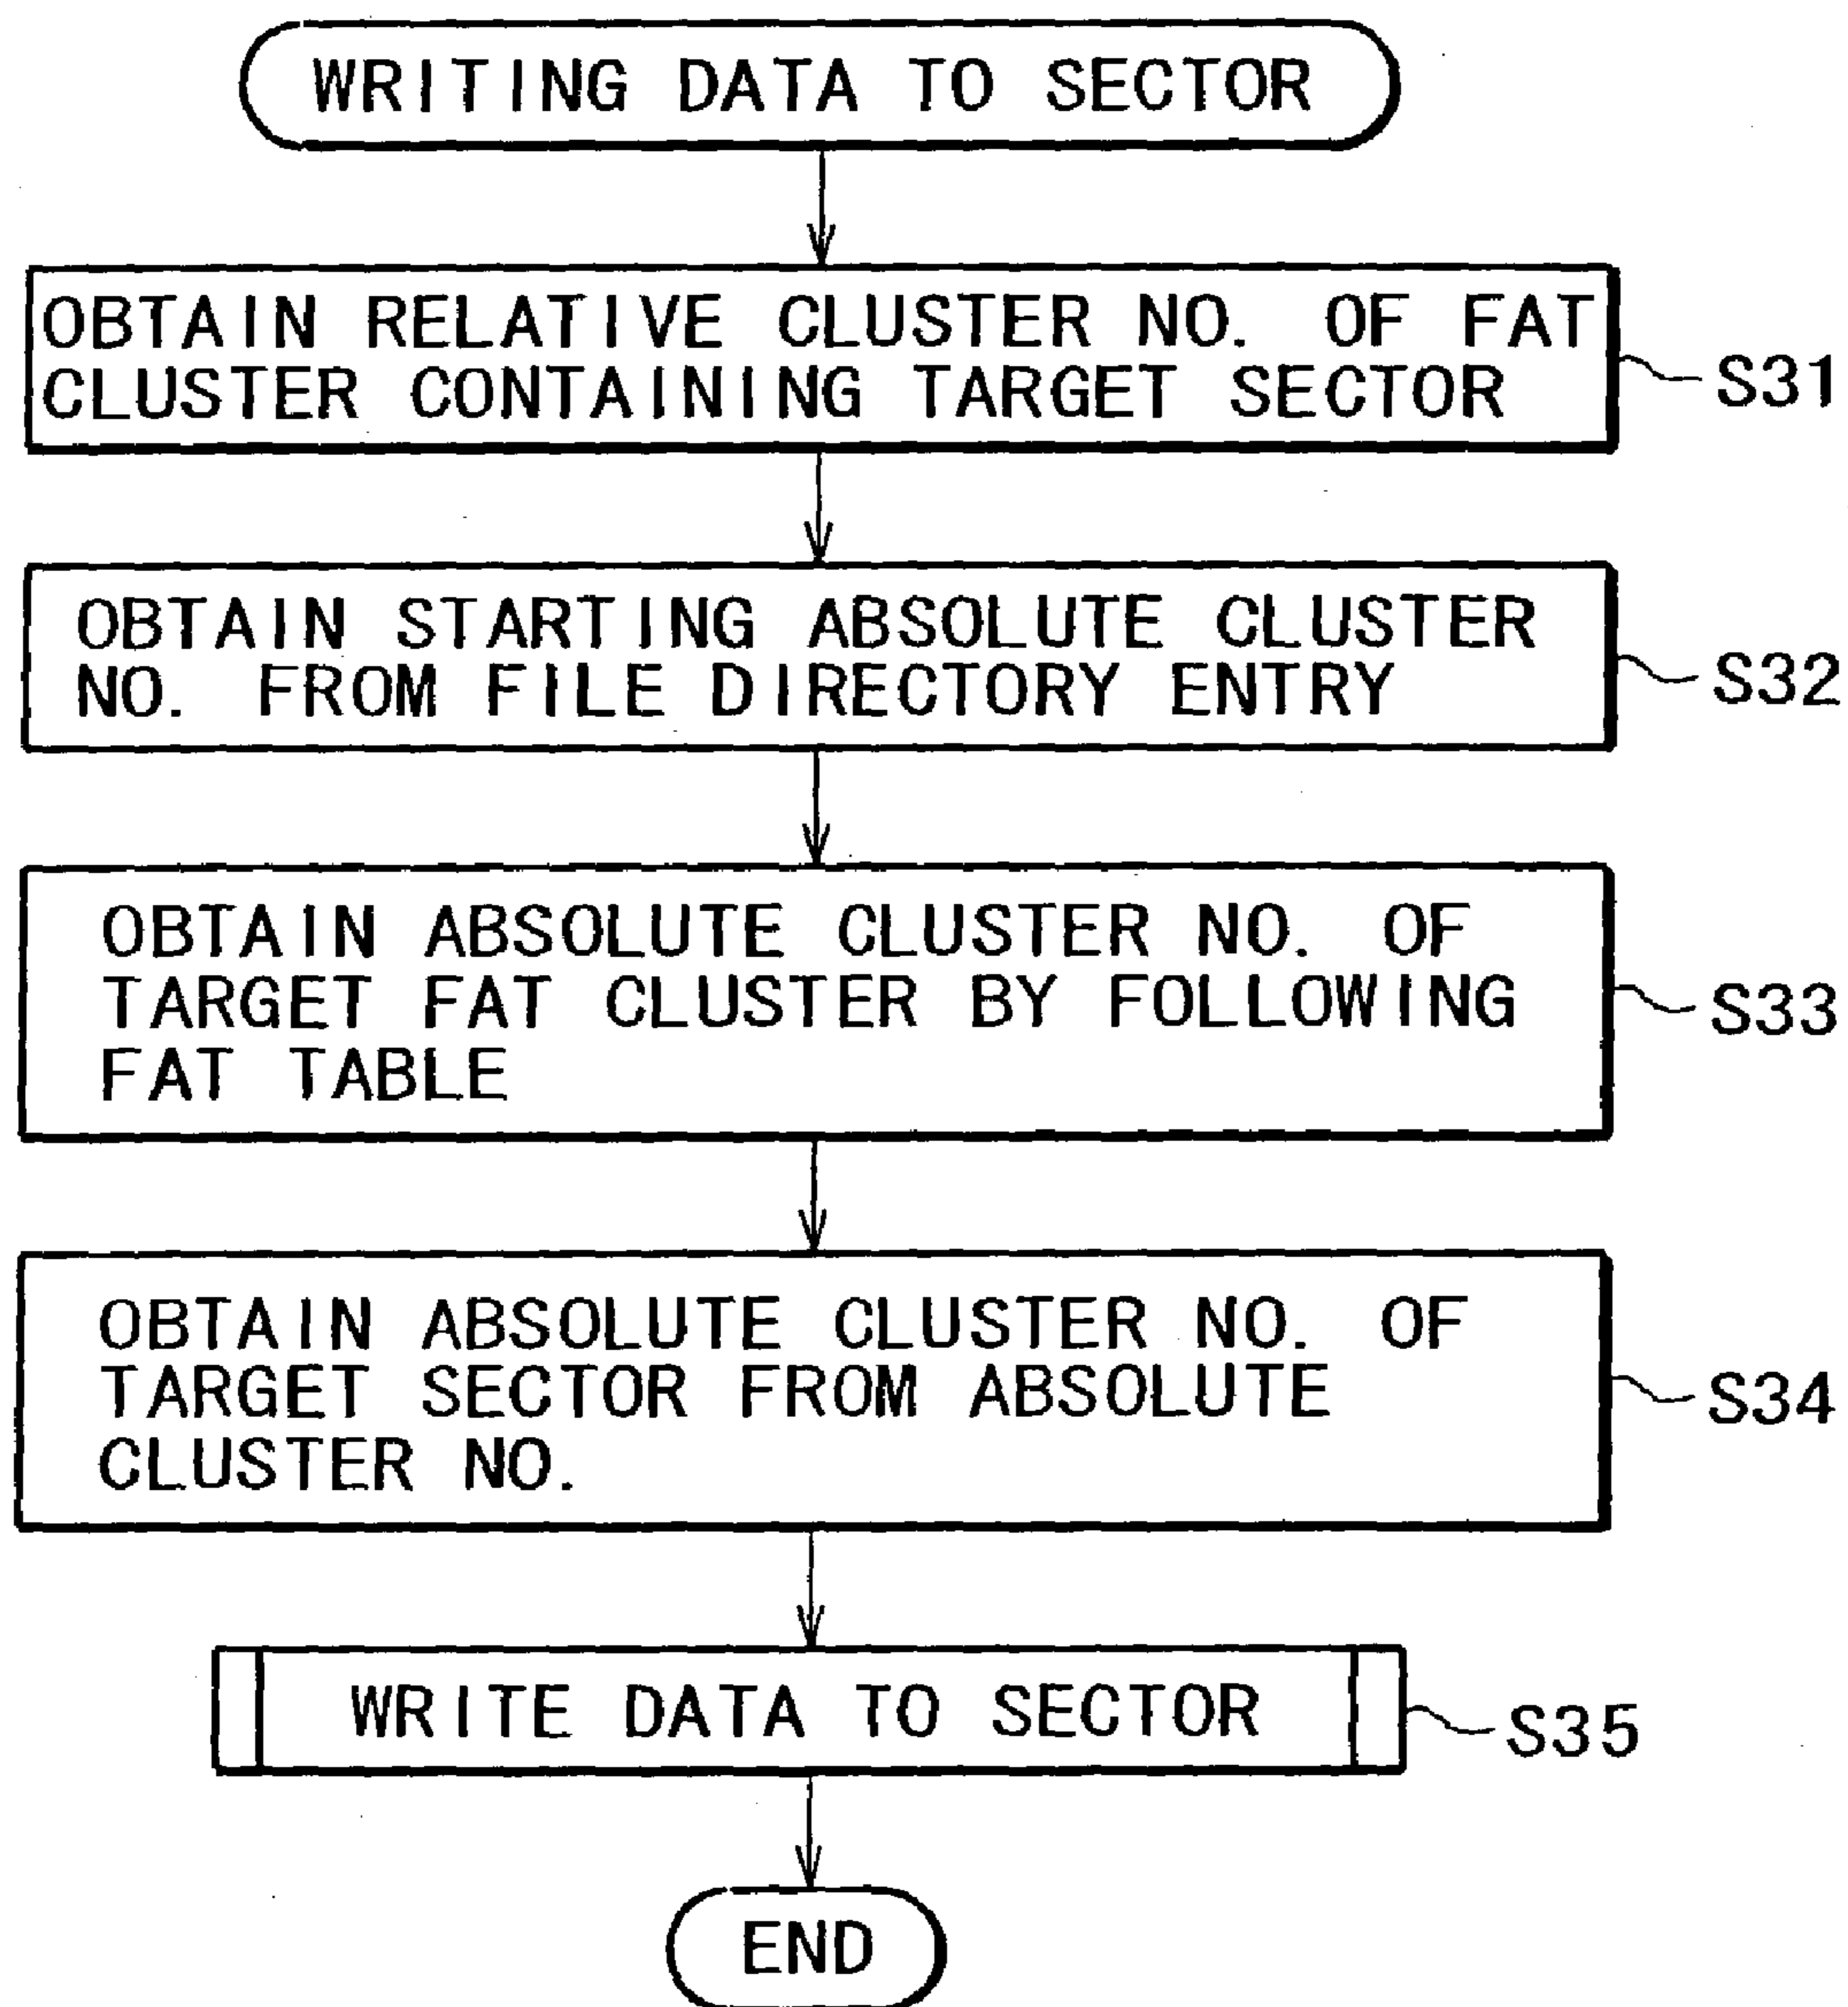 WRITING DATA TO SECTOR
OBTAIN RELATIVE CLUSTER NO. OF FAT
CLUSTER CONTAINING TARGET SECTOR
S31
OBTAIN STARTING ABSOLUTE CLUSTER
NO. FROM FILE DIRECTORY ENTRY
S32
OBTAIN ABSOLUTE CLUSTER NO. OF
TARGET FAT CLUSTER BY FOLLOWING
FAT TABLE
S33
OBTAIN ABSOLUTE CLUSTER NO. OF
TARGET SECTOR FROM ABSOLUTE
CLUSTER NO.
S34
WRITE DATA TO SECTOR
S35
END